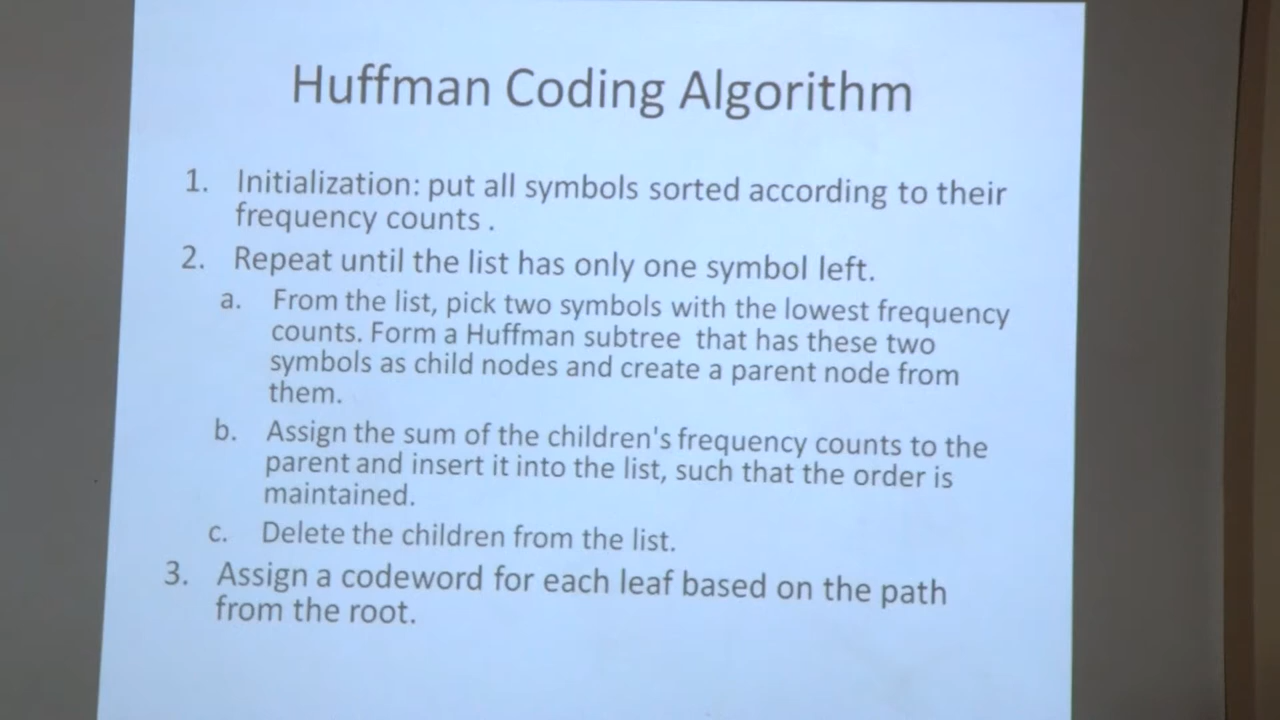 Huffman Coding Algorithm
1. Initialization: put all symbols sorted according to their
frequency counts .
2. Repeat until the list has only one symbol left.
a. From the list, pick two symbols with the lowest frequency
counts. Form a Huffman subtree that has these two
symbols as child nodes and create a parent node from
them.
b. Assign the sum of the children's frequency counts to the
parent and insert it into the list, such that the order is
maintained.
c. Delete the children from the list.
3. Assign a codeword for each leaf based on the path
from the root.